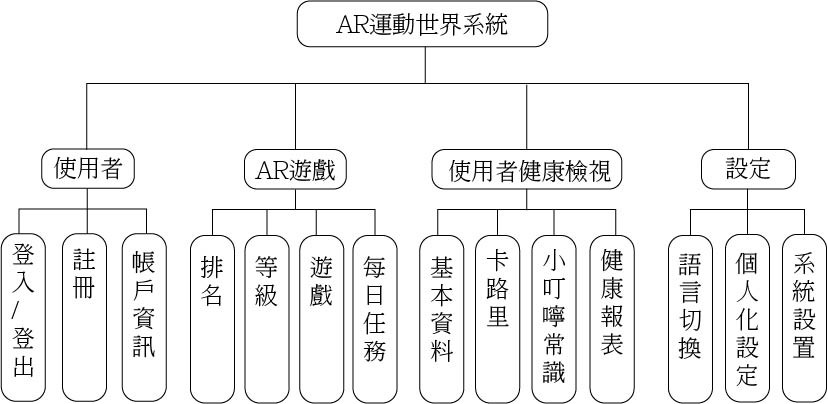 AR運動世界系統
使用者
AR遊戲
使用者健康檢視
設定
登入/登出
註冊
帳戶資訊
排名
等級
遊戲
每日任務
基本資料
卡路里
小叮嚀常識
健康報表
語言切換
個人化設定
系統設置